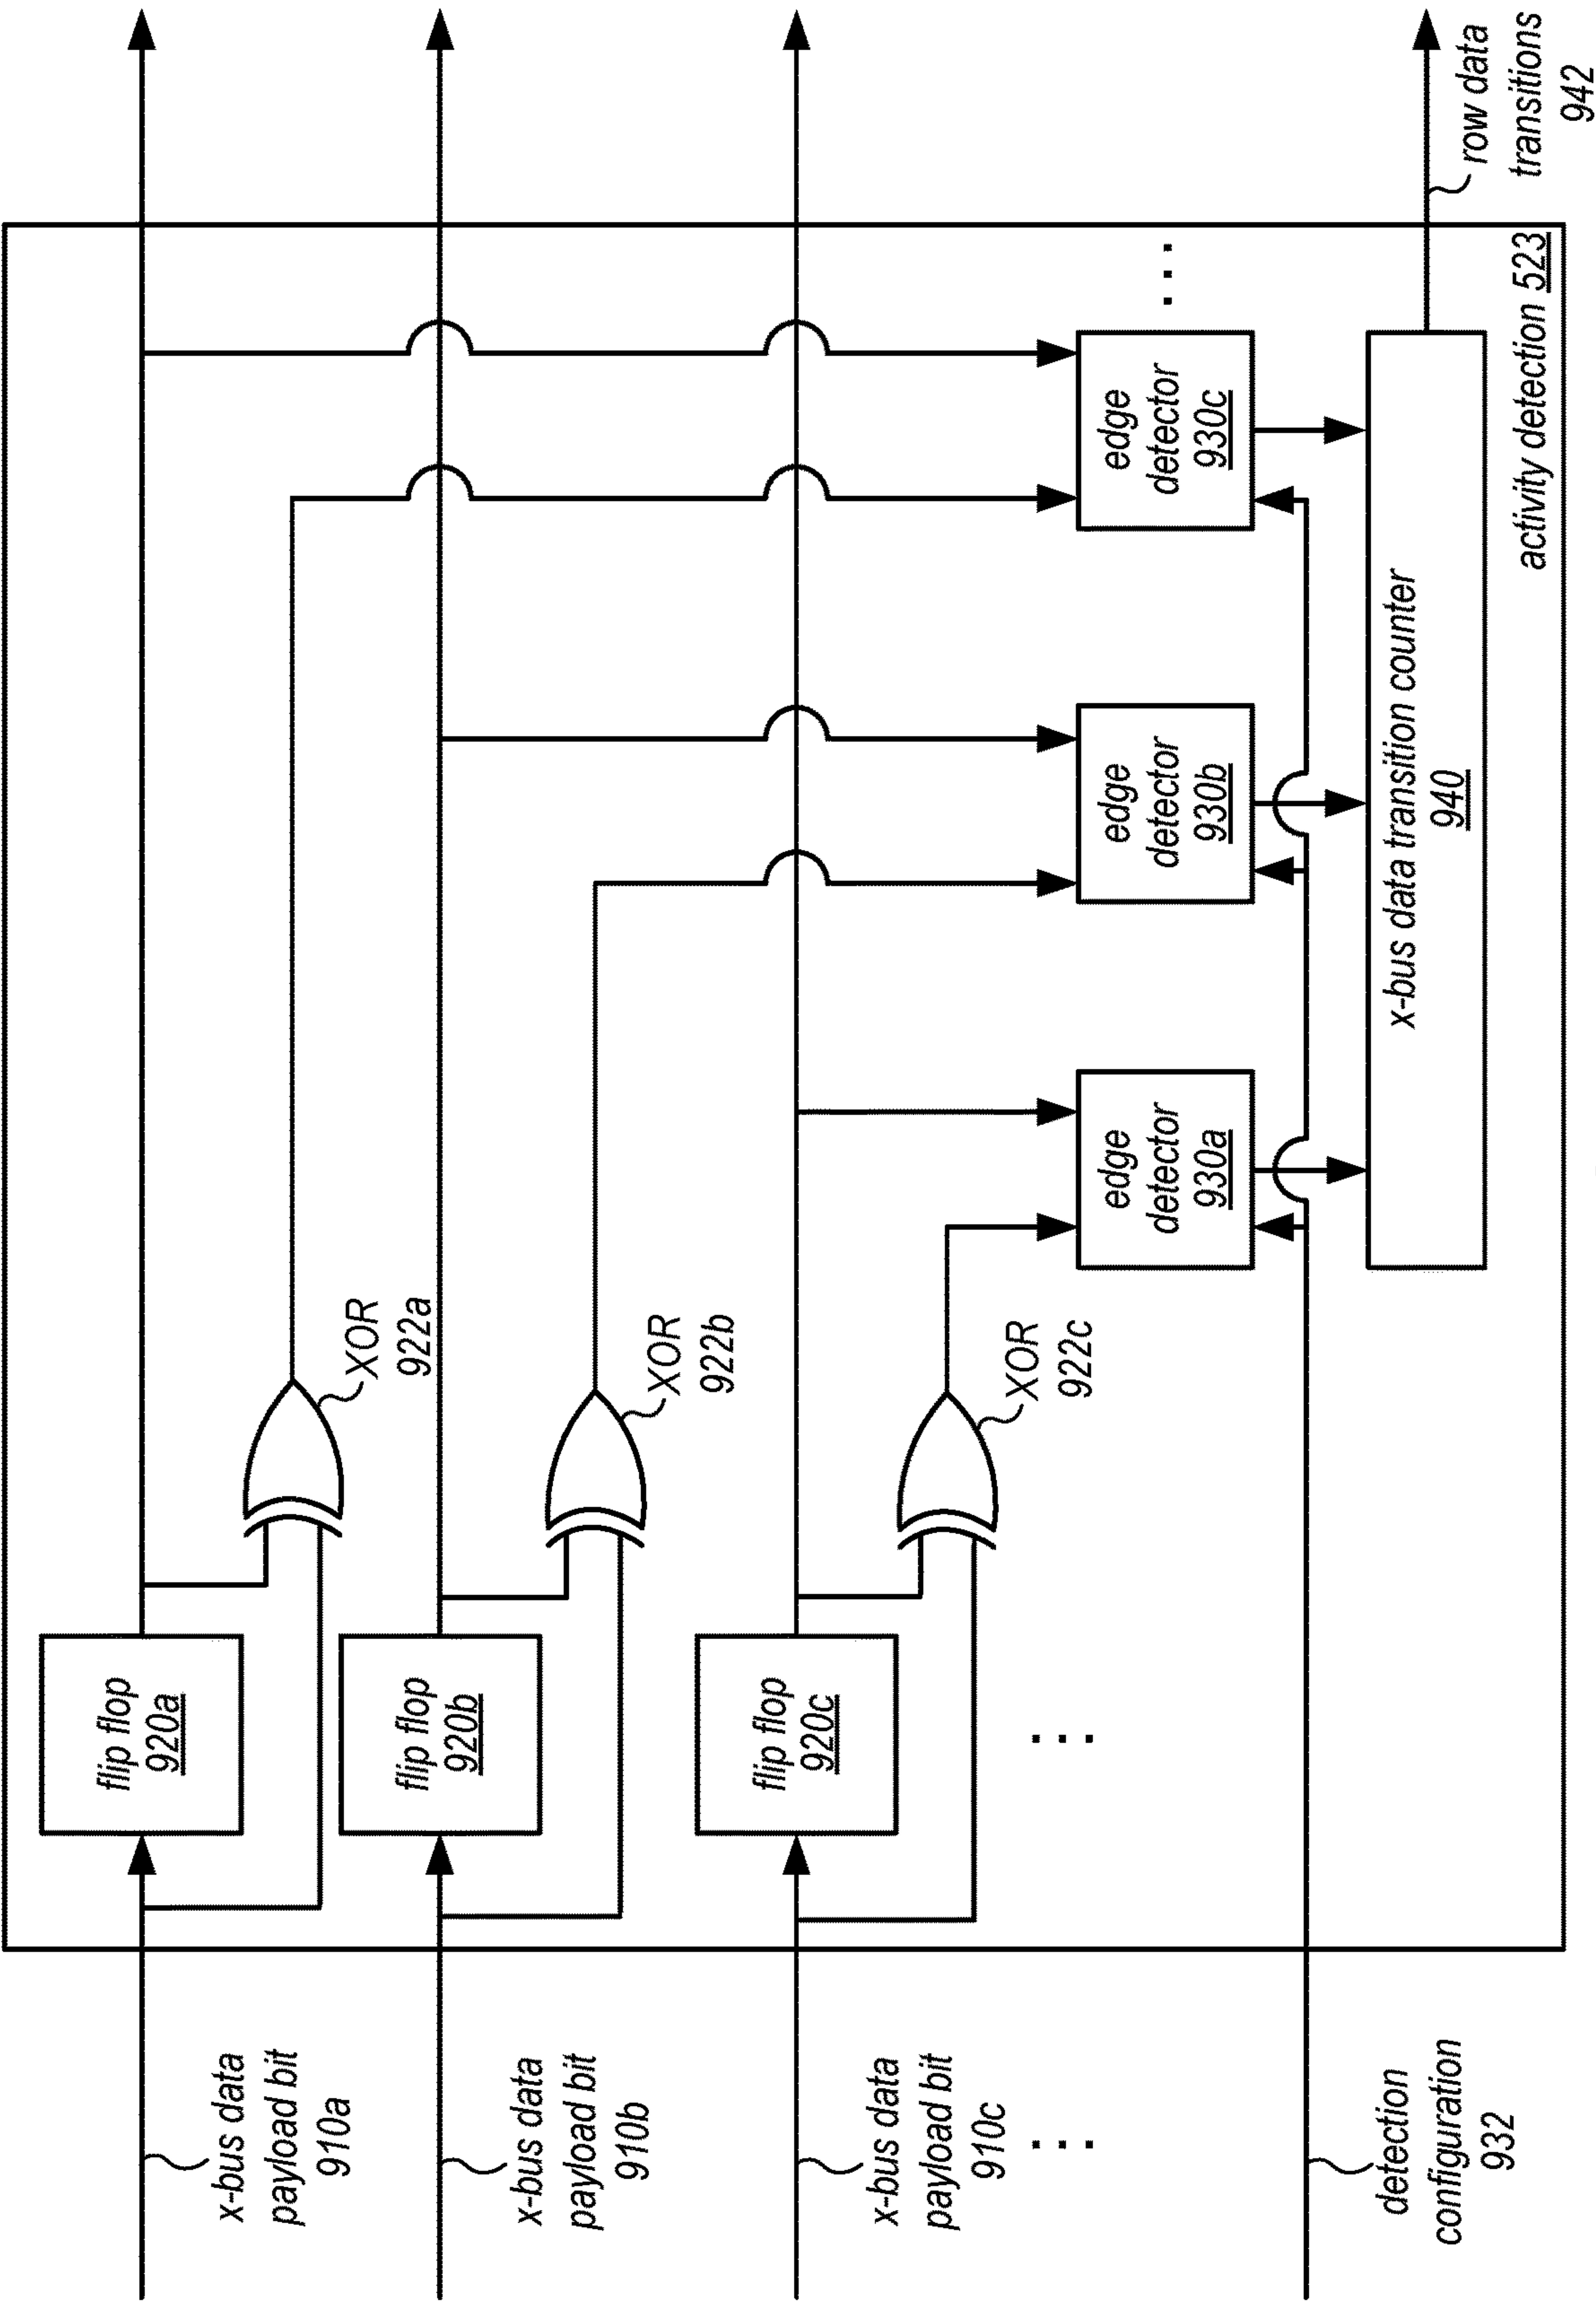 x-bus data
payload bit
910a
x-bus data
payload bit
910b
x-bus data
payload bit
910c
...
detection
configuration
932
flip flop
920a
flip flop
920b
flip flop
920c
...
XOR
922a
XOR
922b
XOR
922c
edge
detector
930a
edge
detector
930b
edge
detector
930c
...
x-bus data transition counter
940
activity detection 523
row data
transitions
942